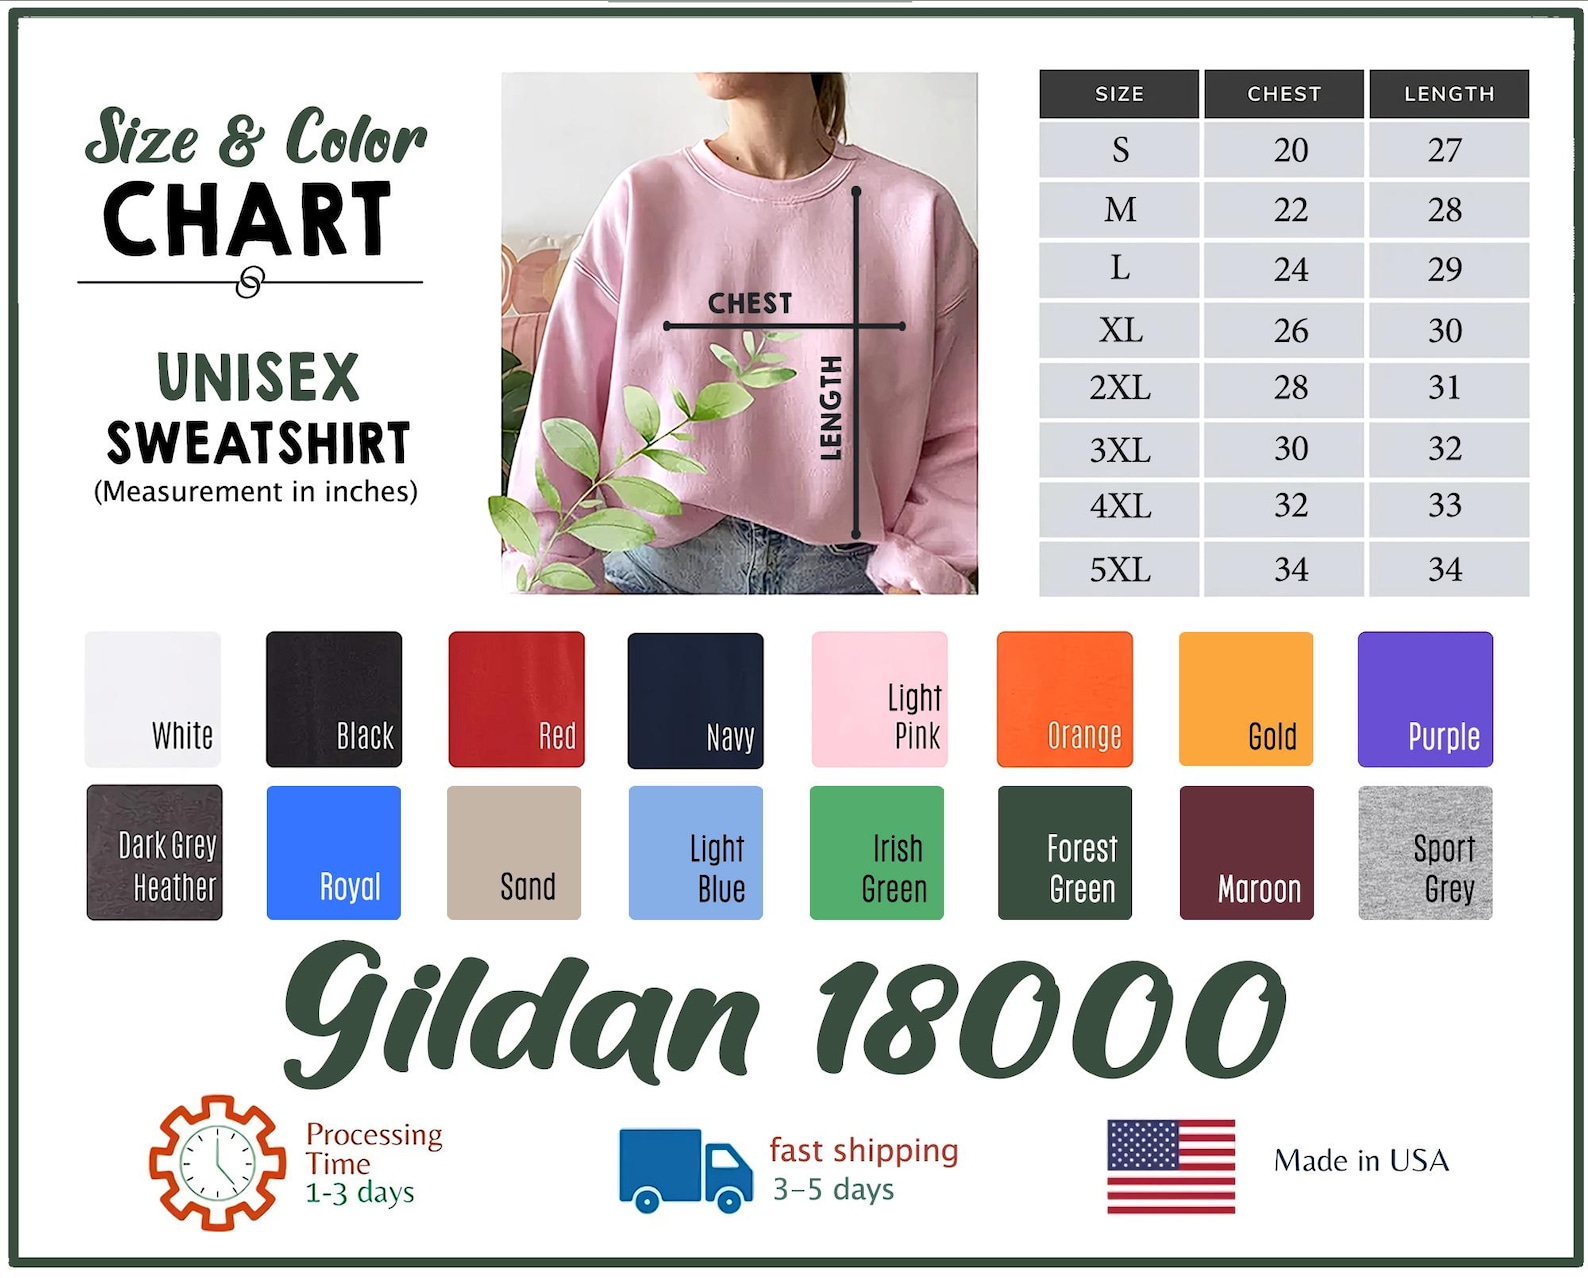 Size & Color
CHART
UNISEX
SWEATSHIRT
(Measurement in inches)
CHEST
LENGTH
SIZE CHEST LENGTH
S 20 27
M 22 28
L 24 29
XL 26 30
2XL 28 31
3XL 30 32
4XL 32 33
5XL 34 34
White
Black
Red
Navy
Light
Pink
Orange
Gold
Purple
Dark Grey
Heather
Royal
Sand
Light
Blue
Irish
Green
Forest
Green
Maroon
Sport
Grey
Gildan 18000
Processing
Time
1-3 days
fast shipping
3-5 days
Made in USA